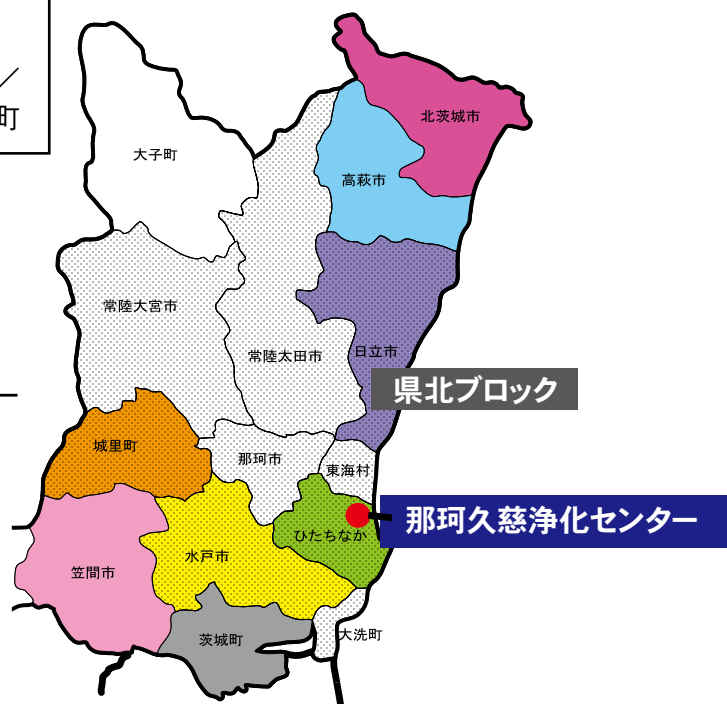 ／
町
北茨城市
大子町
高萩市
常陸大宮市
常陸太田市
日立市
県北ブロック
城里町
那珂市
東海村
那珂久慈浄化センター
ひたちなか
水戸市
笠間市
茨城町
大洗町